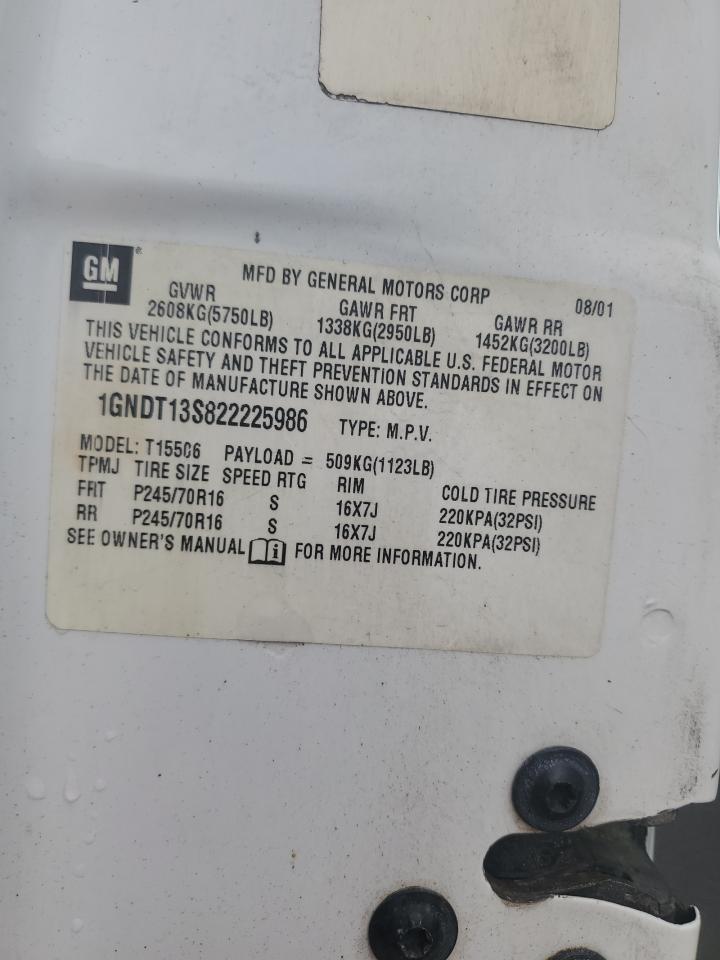 GM
MFD BY GENERAL MOTORS CORP 08/01
GVWR GAWR FRT GAWR RR
2608KG(5750LB) 1338KG(2950LB) 1452KG(3200LB)
THIS VEHICLE CONFORMS TO ALL APPLICABLE U.S. FEDERAL MOTOR
VEHICLE SAFETY AND THEFT PREVENTION STANDARDS IN EFFECT ON
THE DATE OF MANUFACTURE SHOWN ABOVE.
1GNDT13S822225986 TYPE: M.P.V.
MODEL: T15506 PAYLOAD = 509KG(1123LB)
TPMJ TIRE SIZE SPEED RTG RIM COLD TIRE PRESSURE
FRT P245/70R16 S 16X7J 220KPA(32PSI)
RR P245/70R16 S 16X7J 220KPA(32PSI)
SEE OWNER'S MANUAL FOR MORE INFORMATION.